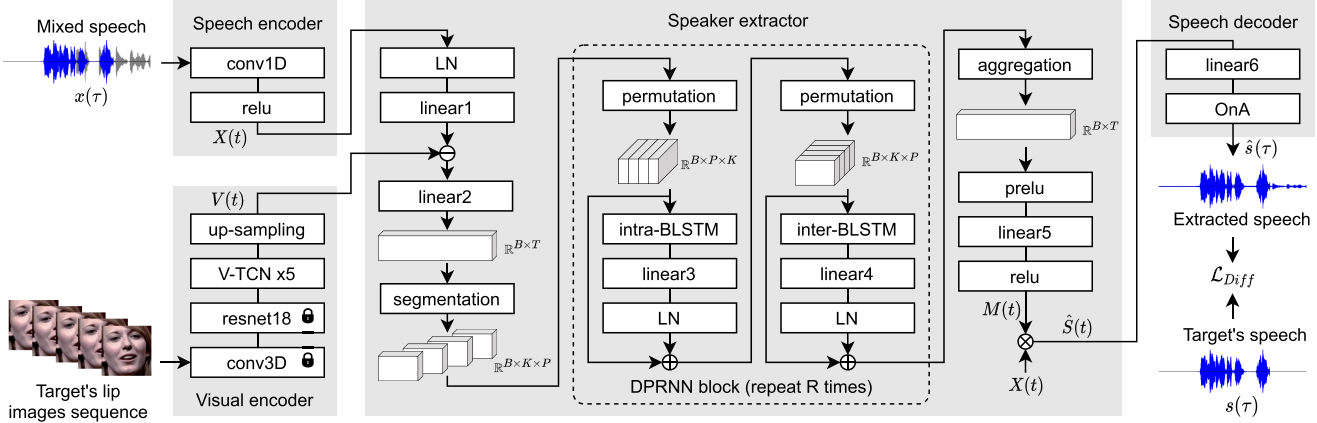 Mixed speech
x(τ)
Speech encoder
conv1D
relu
X(t)
V(t)
up-sampling
V-TCN x5
resnet18
conv3D
Visual encoder
Target's lip
images sequence
Speaker extractor
LN
linear1
linear2
ℝ^{B×T}
segmentation
ℝ^{B×K×P}
permutation
ℝ^{B×P×K}
intra-BLSTM
linear3
LN
permutation
ℝ^{B×K×P}
inter-BLSTM
linear4
LN
DPRNN block (repeat R times)
aggregation
ℝ^{B×T}
prelu
linear5
relu
M(t)
Ŝ(t)
X(t)
Speech decoder
linear6
OnA
ŝ(τ)
Extracted speech
ℒ_{Diff}
Target's speech
s(τ)